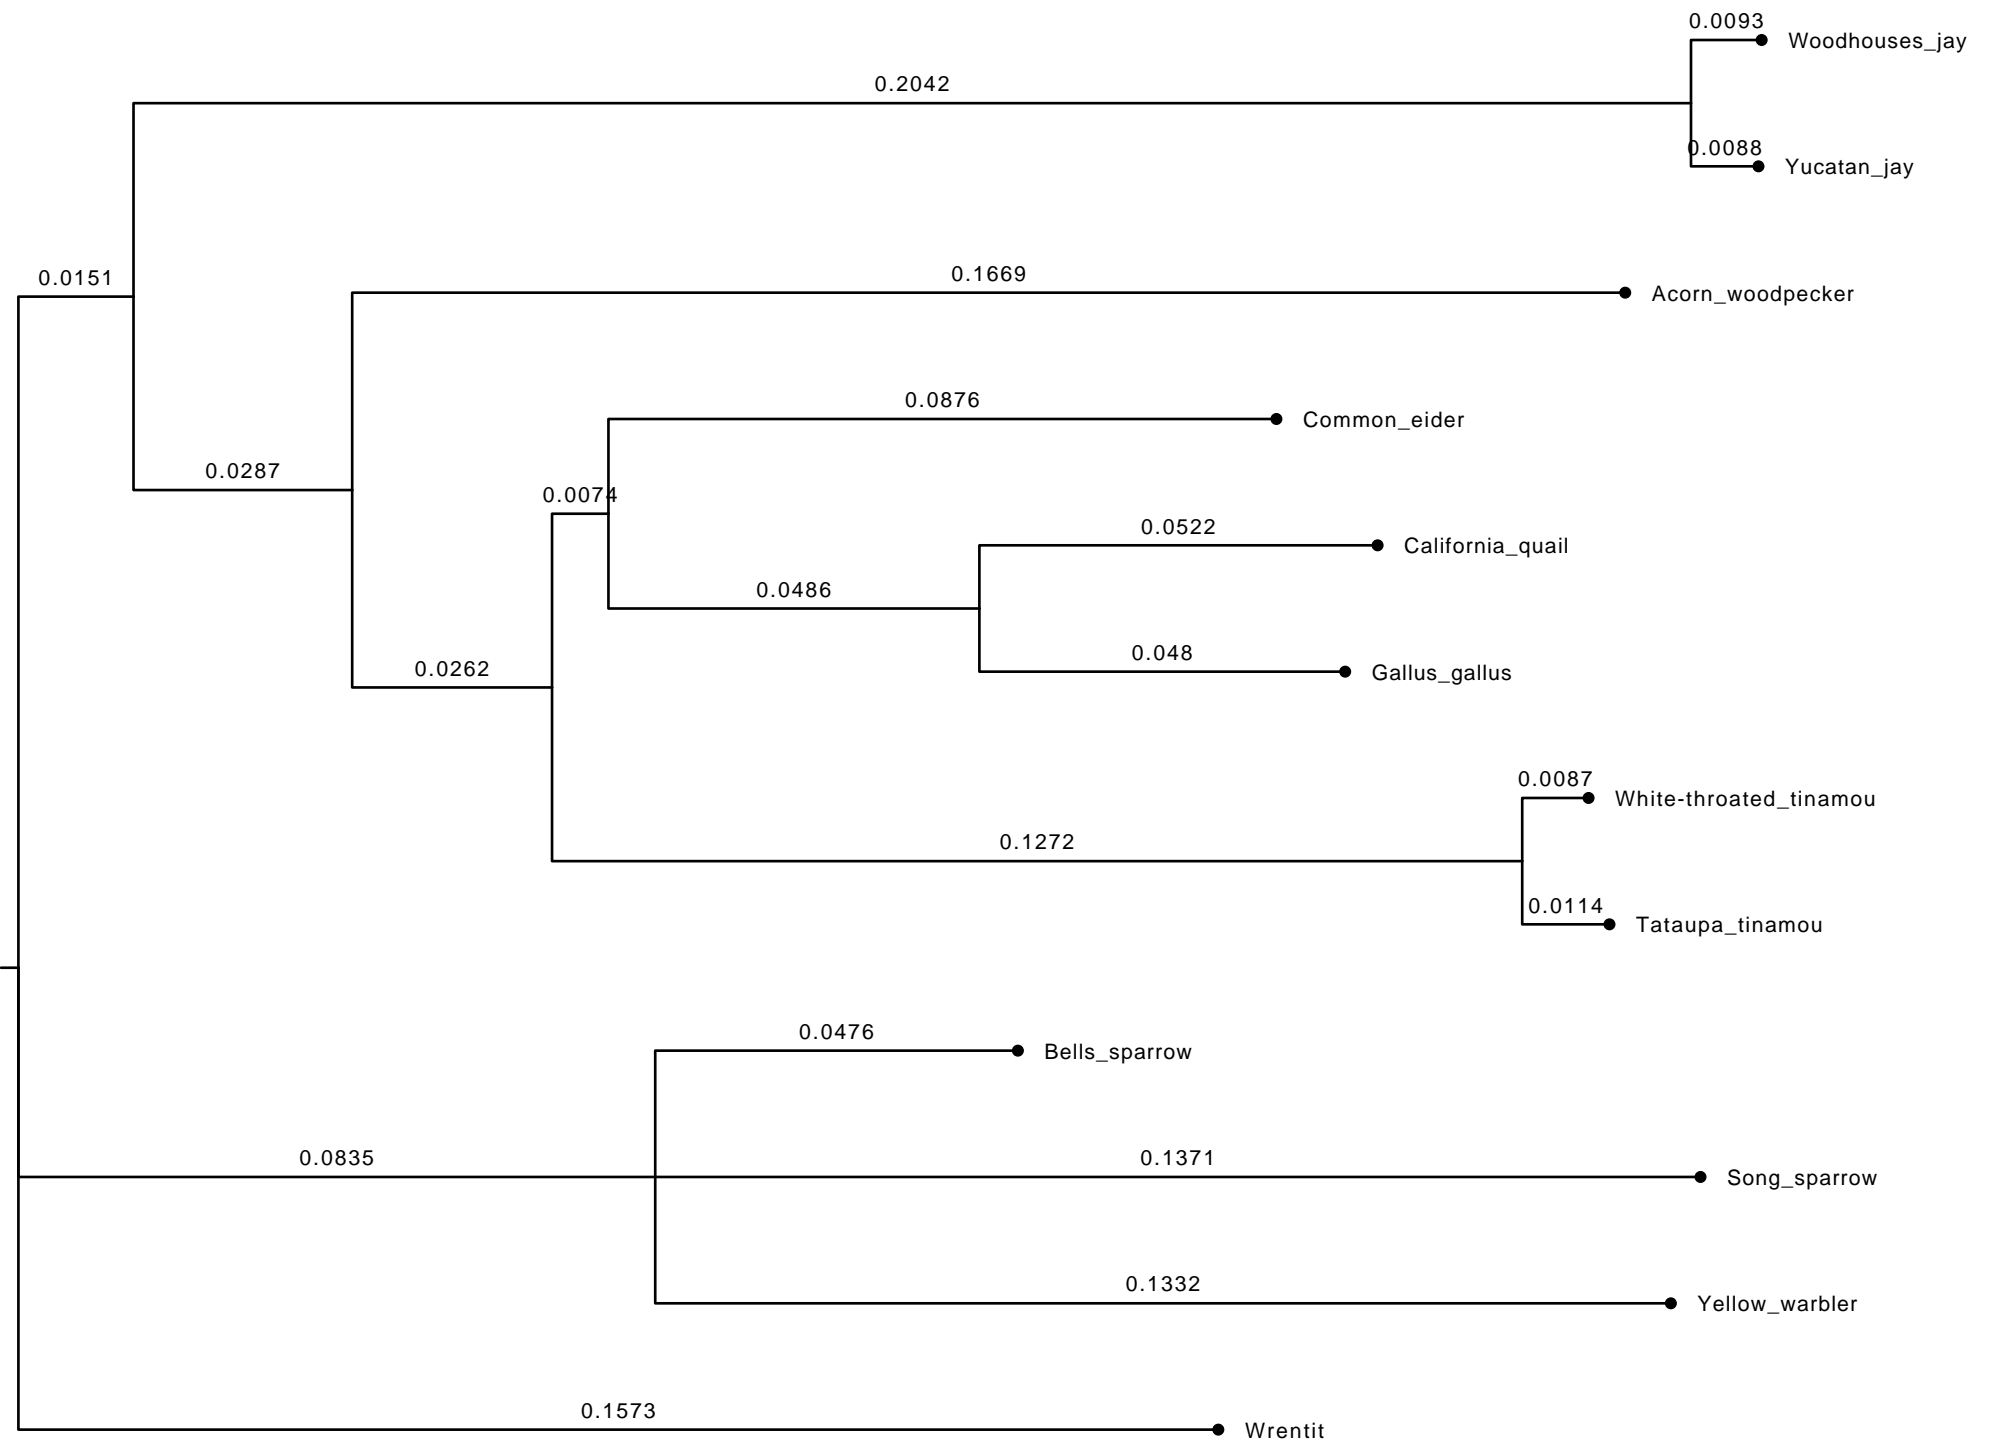 0.0093
Woodhouses_jay
0.2042
0.0088
Yucatan_jay
0.0151
0.1669
Acorn_woodpecker
0.0876
Common_eider
0.0287
0.0074
0.0522
California_quail
0.0486
0.048
Gallus_gallus
0.0262
0.0087
White-throated_tinamou
0.1272
0.0114
Tataupa_tinamou
0.0476
Bells_sparrow
0.0835
0.1371
Song_sparrow
0.1332
Yellow_warbler
0.1573
Wrentit